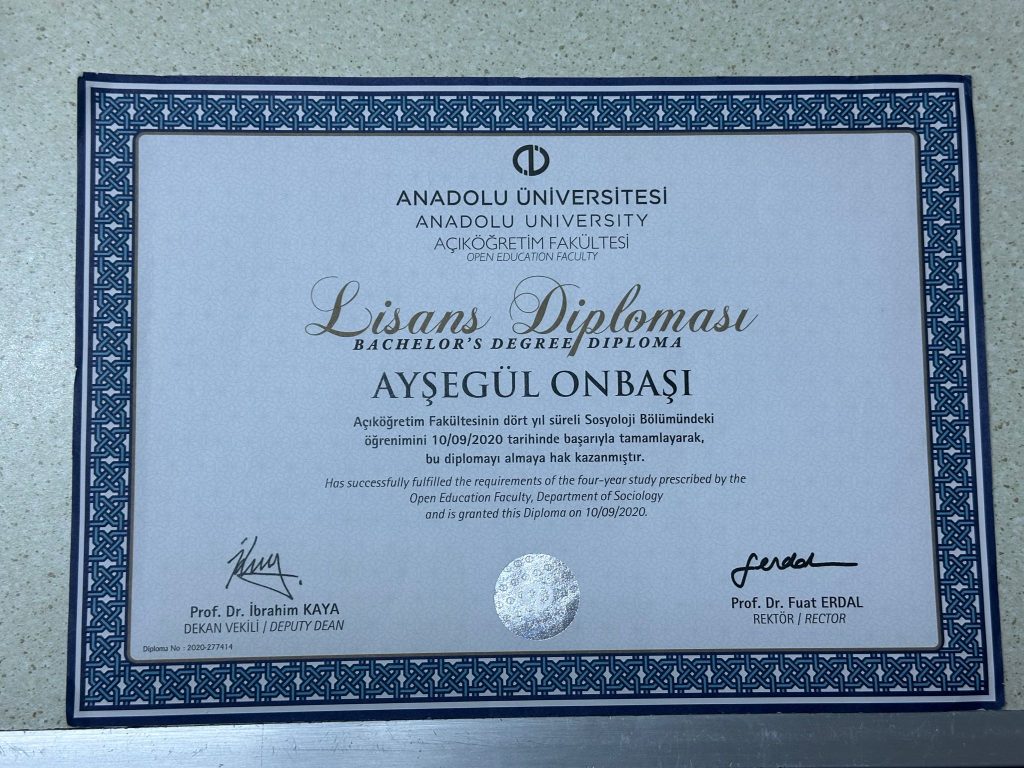 ANADOLU ÜNİVERSİTESİ
ANADOLU UNIVERSITY
AÇIKÖĞRETİM FAKÜLTESİ
OPEN EDUCATION FACULTY
Lisans Diploması
BACHELOR'S DEGREE DIPLOMA
AYŞEGÜL ONBAŞI
Açıköğretim Fakültesinin dört yıl süreli Sosyoloji Bölümündeki
öğrenimini 10/09/2020 tarihinde başarıyla tamamlayarak,
bu diplomayı almaya hak kazanmıştır.
Has successfully fulfilled the requirements of the four-year study prescribed by the
Open Education Faculty, Department of Sociology
and is granted this Diploma on 10/09/2020.
Prof. Dr. İbrahim KAYA
DEKAN VEKİLİ / DEPUTY DEAN
Prof. Dr. Fuat ERDAL
REKTÖR / RECTOR
Diploma No : 2020-277414